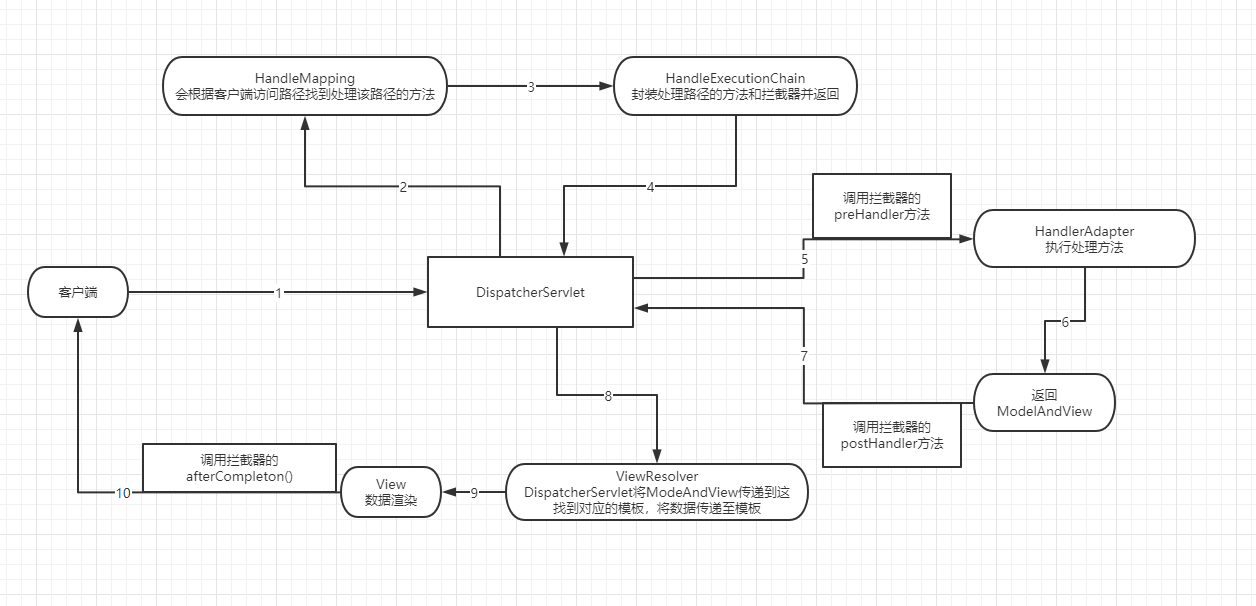 HandleMapping
会根据客户端访问路径找到处理该路径的方法
3
HandleExecutionChain
封装处理路径的方法和拦截器并返回
2
4
调用拦截器的
preHandler方法
HandlerAdapter
执行处理方法
5
客户端
1
DispatcherServlet
6
7
返回
ModelAndView
8
调用拦截器的
postHandler方法
调用拦截器的
afterCompleton()
10
View
数据渲染
9
ViewResolver
DispatcherServlet将ModeAndView传递到这
找到对应的模板，将数据传递至模板